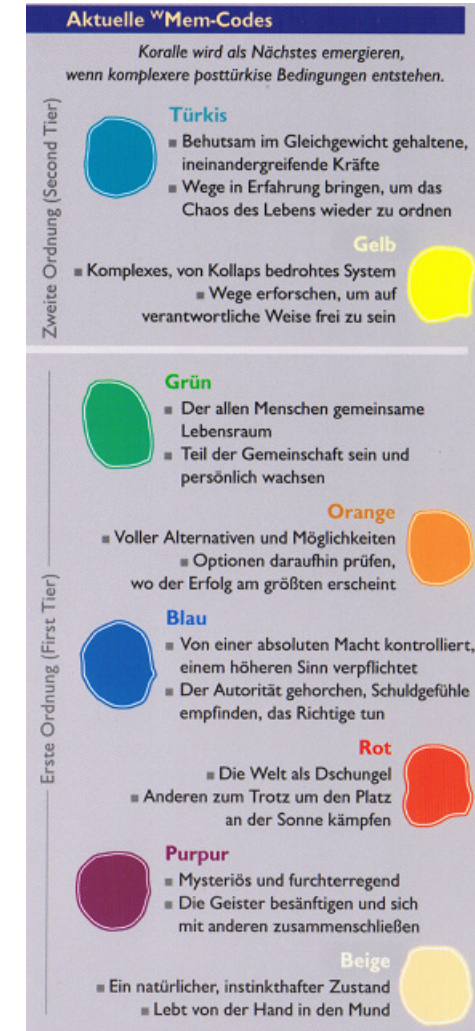 Aktuelle ᵂMem-Codes
Koralle wird als Nächstes emergieren,
wenn komplexere posttürkise Bedingungen entstehen.
Zweite Ordnung (Second Tier)
Türkis
■ Behutsam im Gleichgewicht gehaltene,
ineinandergreifende Kräfte
■ Wege in Erfahrung bringen, um das
Chaos des Lebens wieder zu ordnen
Gelb
■ Komplexes, von Kollaps bedrohtes System
■ Wege erforschen, um auf
verantwortliche Weise frei zu sein
Erste Ordnung (First Tier)
Grün
■ Der allen Menschen gemeinsame
Lebensraum
■ Teil der Gemeinschaft sein und
persönlich wachsen
Orange
■ Voller Alternativen und Möglichkeiten
■ Optionen daraufhin prüfen,
wo der Erfolg am größten erscheint
Blau
■ Von einer absoluten Macht kontrolliert,
einem höheren Sinn verpflichtet
■ Der Autorität gehorchen, Schuldgefühle
empfinden, das Richtige tun
Rot
■ Die Welt als Dschungel
■ Anderen zum Trotz um den Platz
an der Sonne kämpfen
Purpur
■ Mysteriös und furchterregend
■ Die Geister besänftigen und sich
mit anderen zusammenschließen
Beige
■ Ein natürlicher, instinkthafter Zustand
■ Lebt von der Hand in den Mund